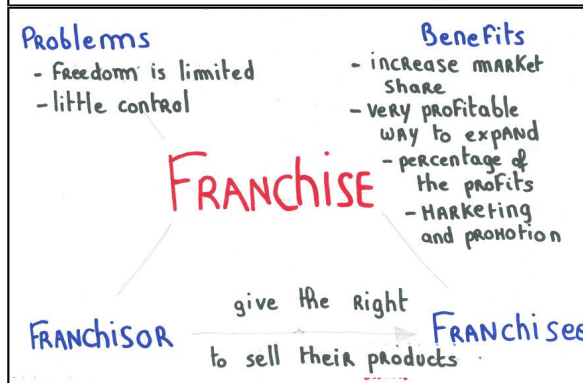 Problems
- Freedom is limited
- little control
Benefits
- increase market
share
- very profitable
way to expand
- percentage of
the profits
- Marketing
and promotion
Franchise
Franchisor
give the Right
to sell their products
Franchisee